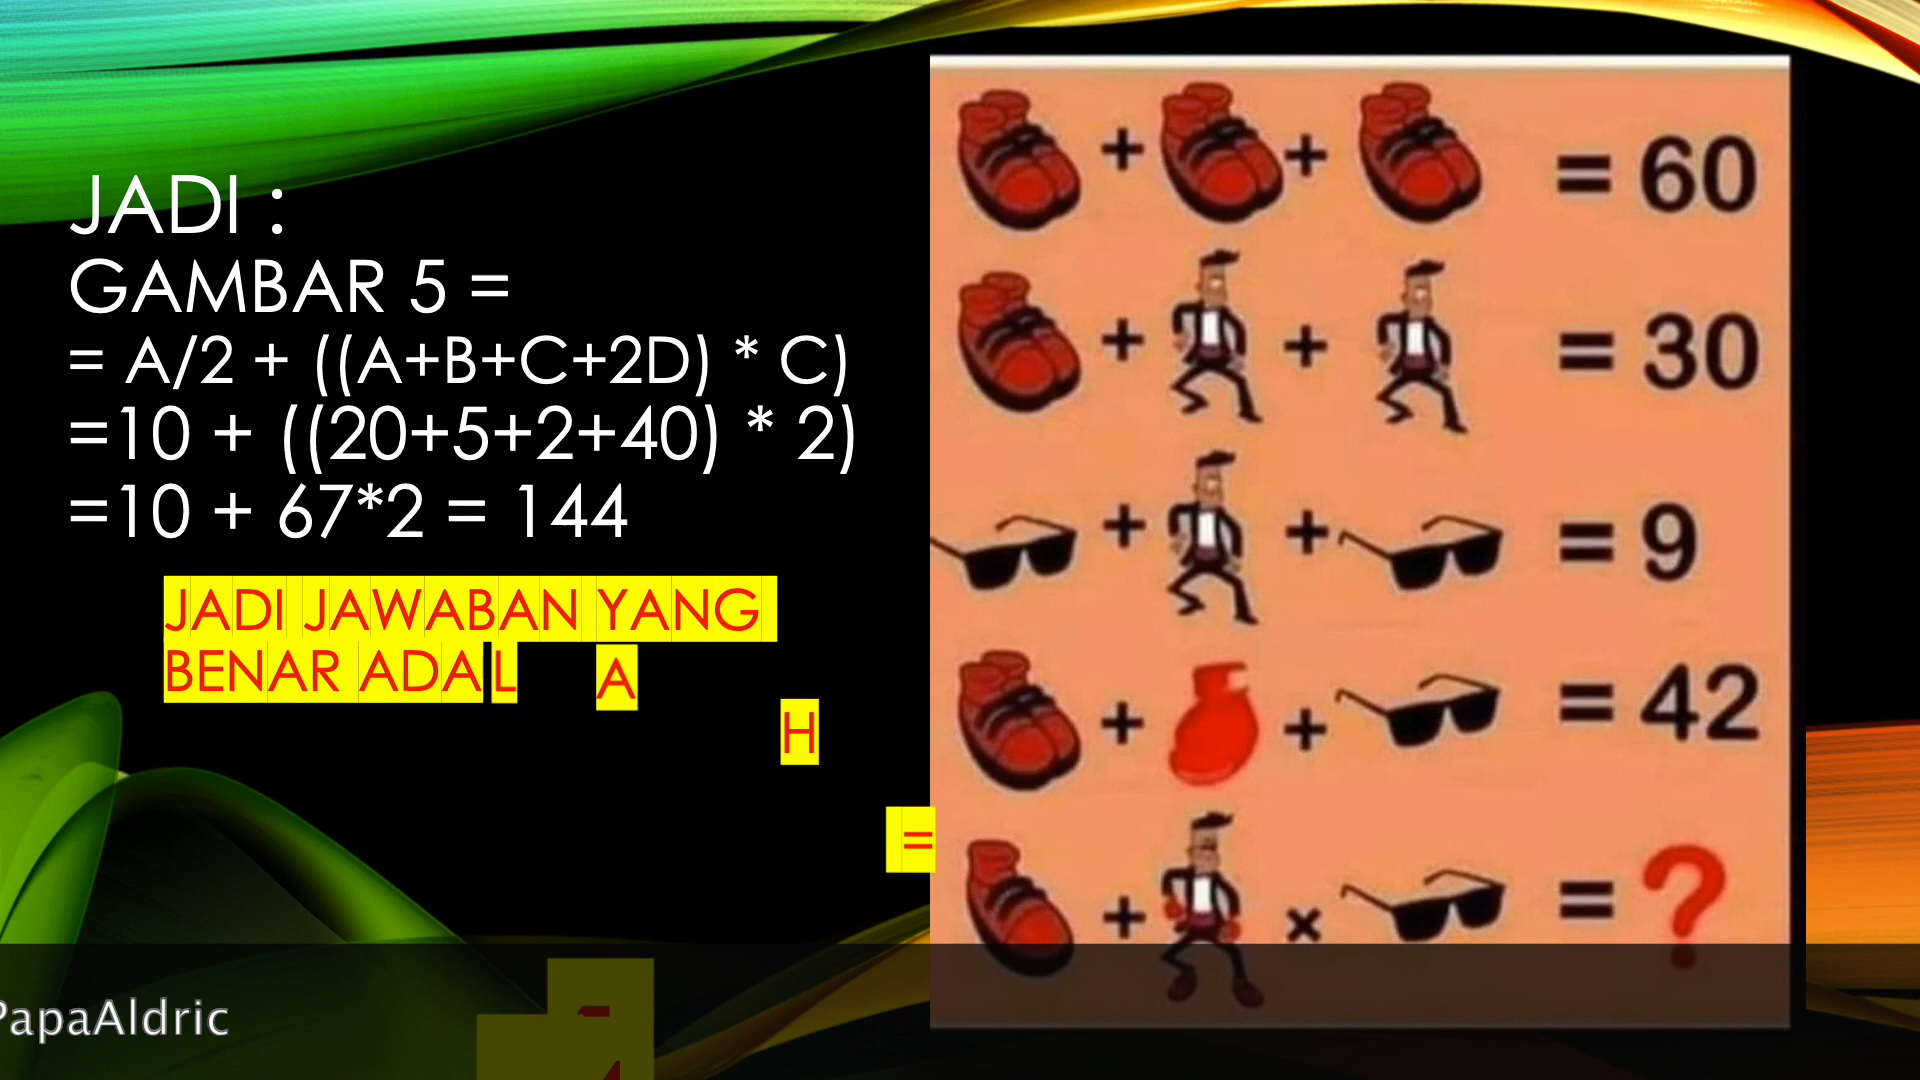 JADI :
GAMBAR 5 =
= A/2 + ((A+B+C+2D) * C)
=10 + ((20+5+2+40) * 2)
=10 + 67*2 = 144
JADI JAWABAN YANG
BENAR ADAL A
H
=
+ + = 60
+ + = 30
+ + = 9
+ + = 42
+ × = ?
PapaAldric